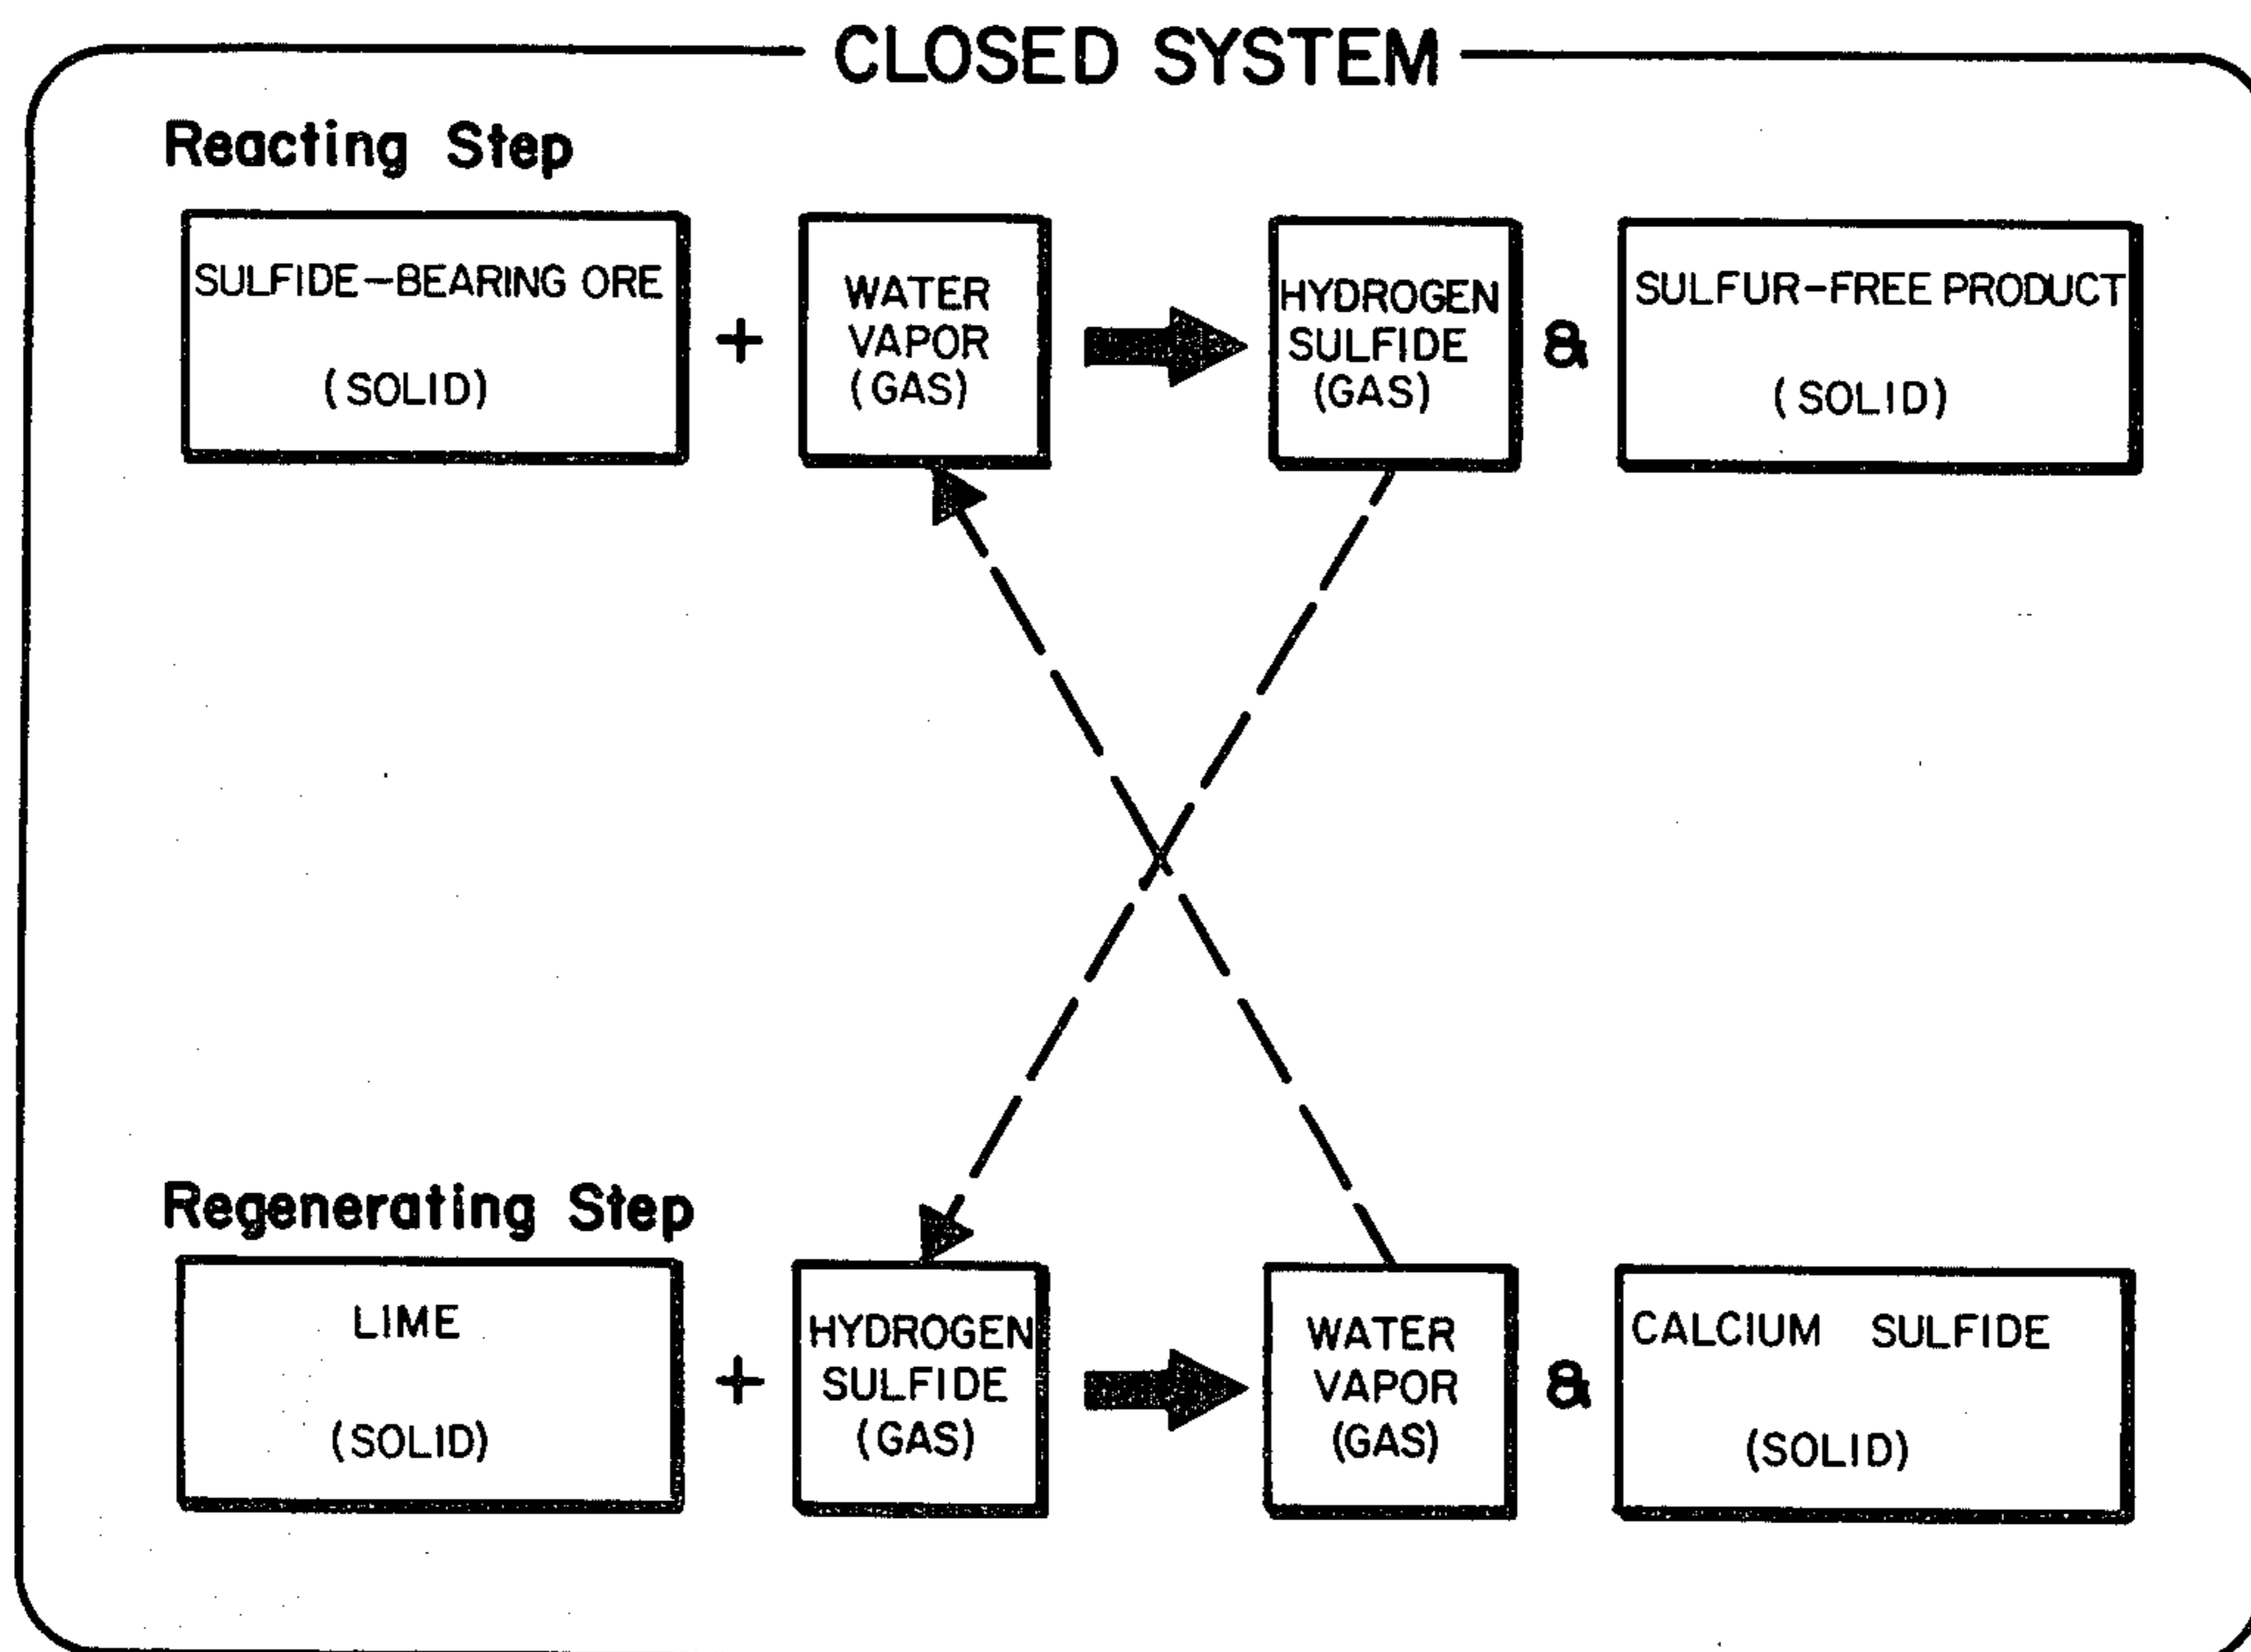 CLOSED SYSTEM
Reacting Step
SULFIDE-BEARING ORE
(SOLID)
+
WATER
VAPOR
(GAS)
HYDROGEN
SULFIDE
(GAS)
&
SULFUR-FREE PRODUCT
(SOLID)
Regenerating Step
LIME
(SOLID)
+
HYDROGEN
SULFIDE
(GAS)
WATER
VAPOR
(GAS)
&
CALCIUM SULFIDE
(SOLID)